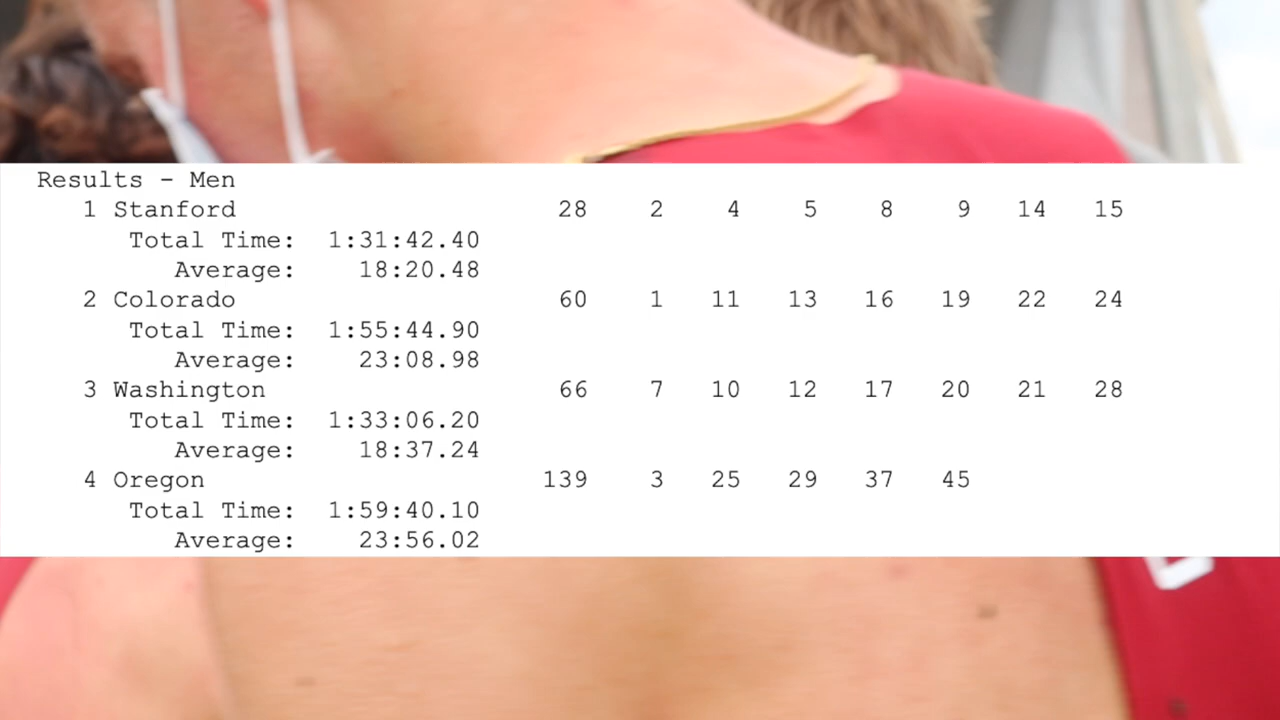 Results - Men
1 Stanford 28 2 4 5 8 9 14 15
Total Time: 1:31:42.40
Average: 18:20.48
2 Colorado 60 1 11 13 16 19 22 24
Total Time: 1:55:44.90
Average: 23:08.98
3 Washington 66 7 10 12 17 20 21 28
Total Time: 1:33:06.20
Average: 18:37.24
4 Oregon 139 3 25 29 37 45
Total Time: 1:59:40.10
Average: 23:56.02